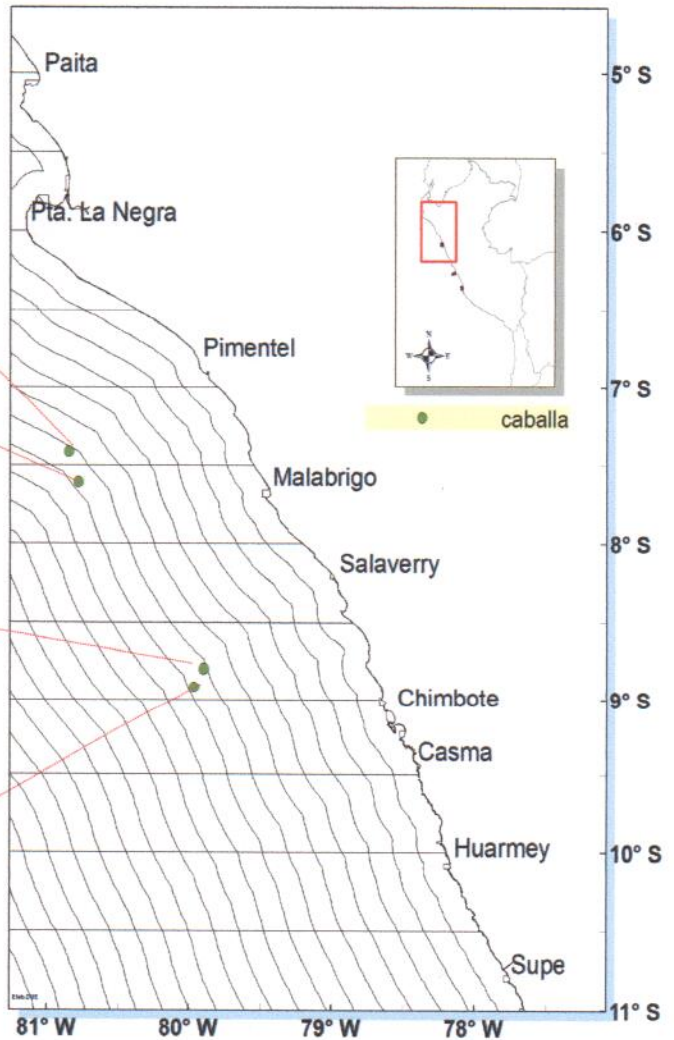 Paita
5° S
Pta. La Negra
6° S
N
W E
S
Pimentel
7° S
caballa
Malabrigo
8° S
Salaverry
Chimbote
9° S
Casma
Huarmey
10° S
Supe
11° S
81° W 80° W 79° W 78° W